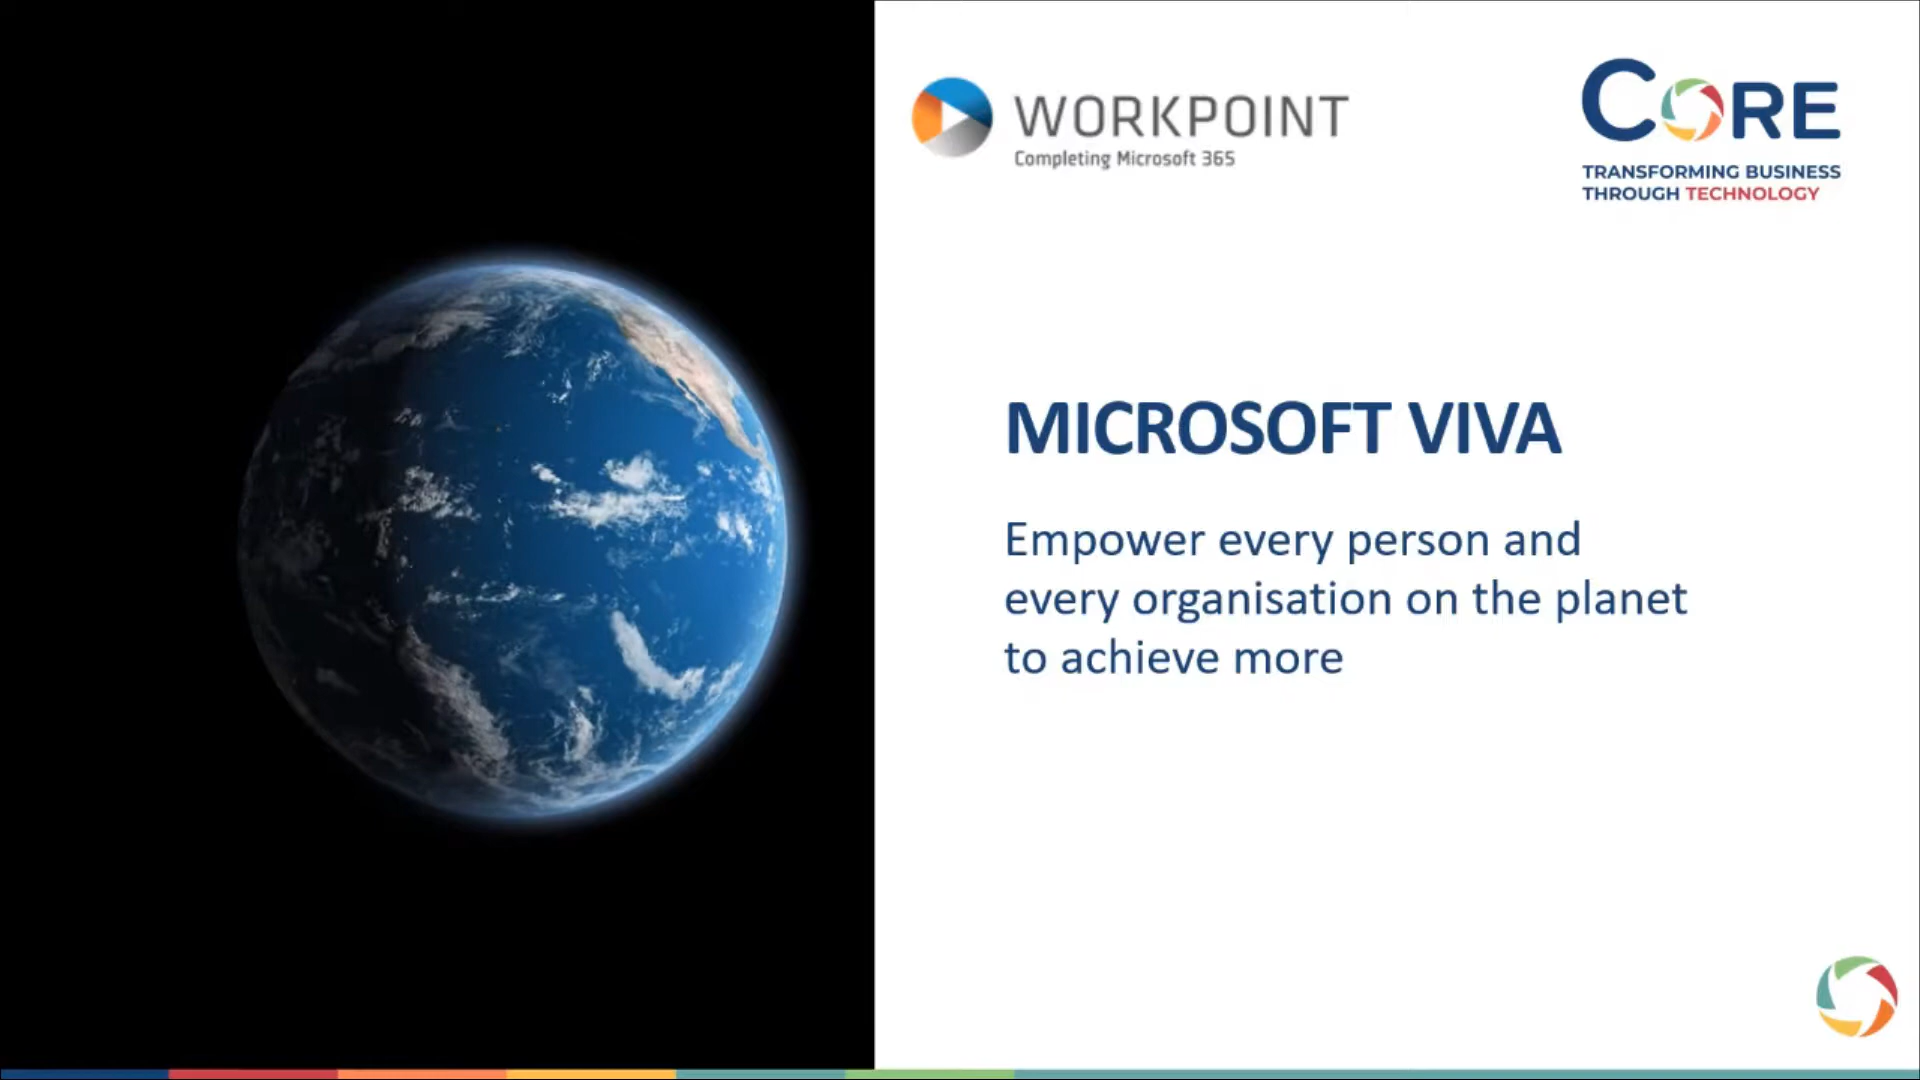 WORKPOINT
Completing Microsoft 365
CORE
TRANSFORMING BUSINESS
THROUGH TECHNOLOGY
MICROSOFT VIVA
Empower every person and
every organisation on the planet
to achieve more